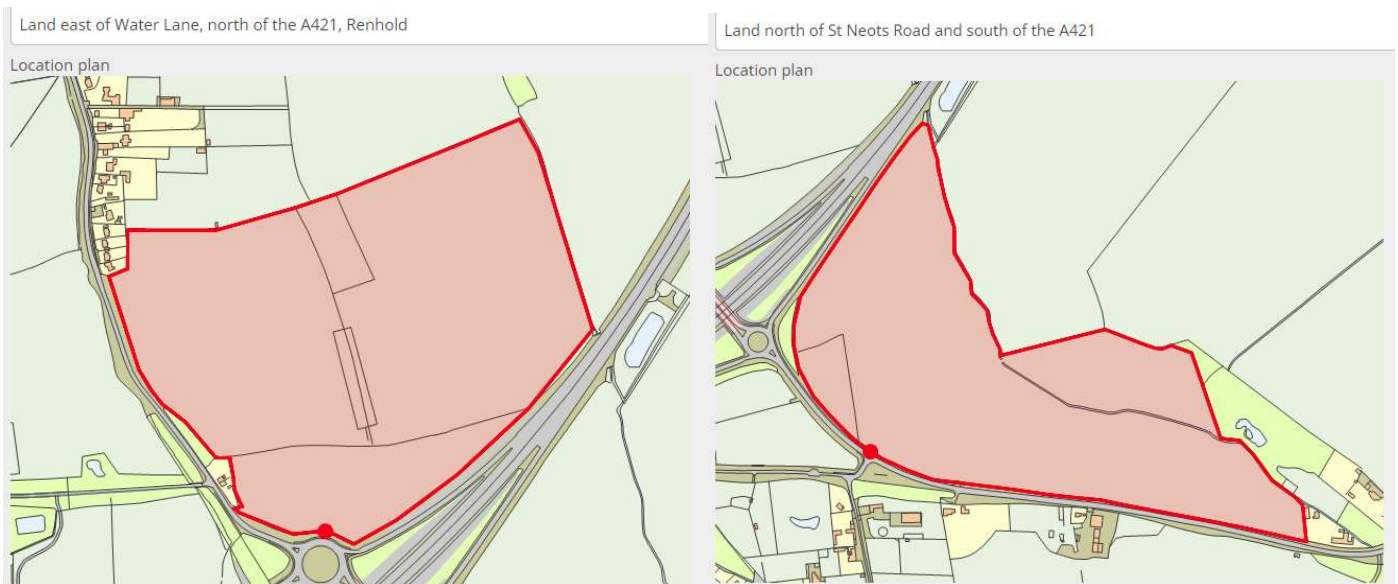 Land east of Water Lane, north of the A421, Renhold
Location plan
Land north of St Neots Road and south of the A421
Location plan